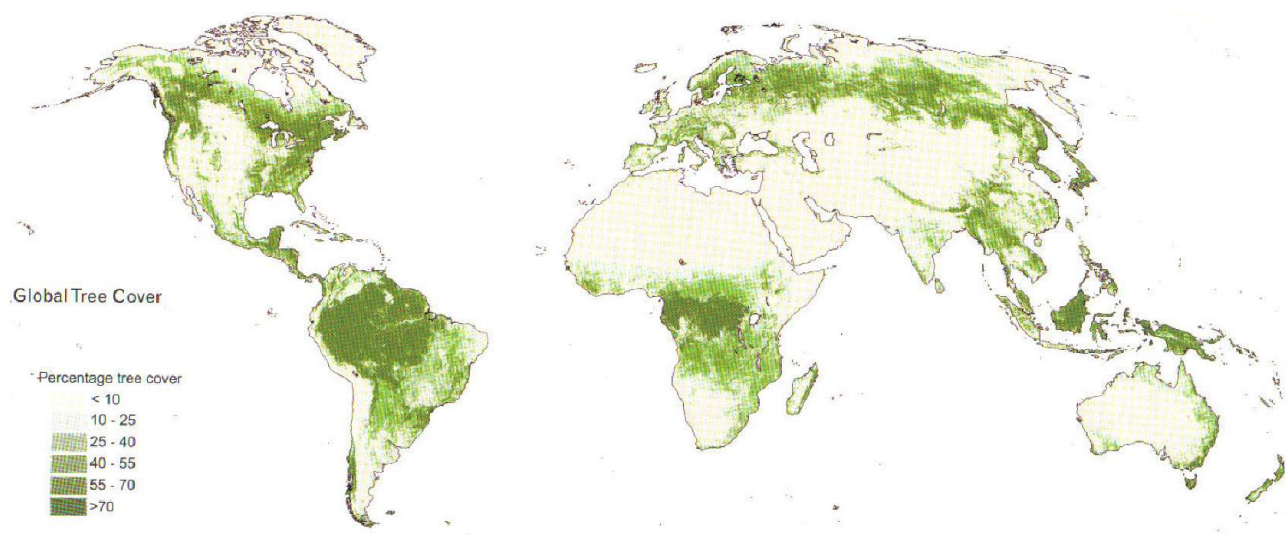 Global Tree Cover
Percentage tree cover
< 10
10 - 25
25 - 40
40 - 55
55 - 70
>70